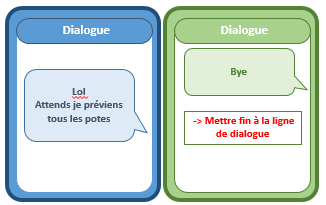 Dialogue
Lol
Attends je préviens
tous les potes
Dialogue
Bye
-> Mettre fin à la ligne
de dialogue